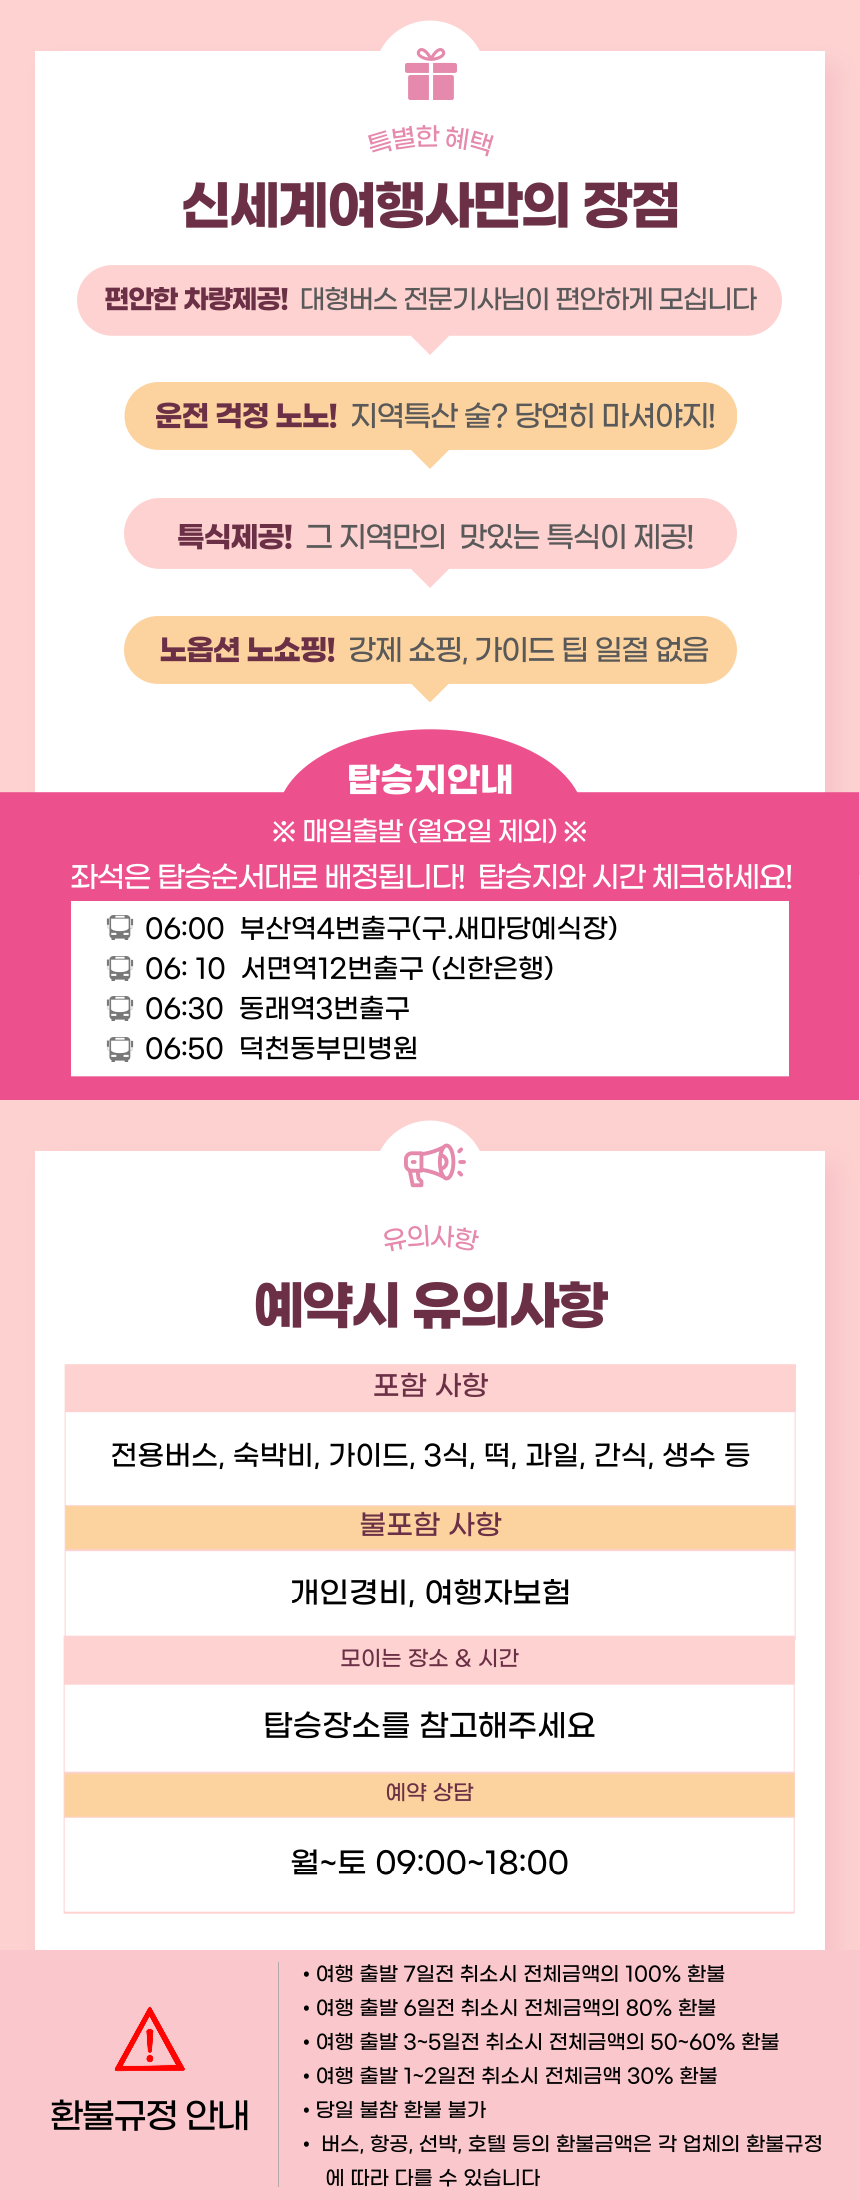 특별한 혜택
신세계여행사만의 장점
편안한 차량제공! 대형버스 전문기사님이 편안하게 모십니다
운전 걱정 노노! 지역특산 술? 당연히 마셔야지!
특식제공! 그 지역만의 맛있는 특식이 제공!
노옵션 노쇼핑! 강제 쇼핑, 가이드 팁 일절 없음
탑승지안내
※ 매일출발 (월요일 제외) ※
좌석은 탑승순서대로 배정됩니다! 탑승지와 시간 체크하세요!
06:00 부산역4번출구(구.새마당예식장)
06: 10 서면역12번출구 (신한은행)
06:30 동래역3번출구
06:50 덕천동부민병원
유의사항
예약시 유의사항
포함 사항
전용버스, 숙박비, 가이드, 3식, 떡, 과일, 간식, 생수 등
불포함 사항
개인경비, 여행자보험
모이는 장소 & 시간
탑승장소를 참고해주세요
예약 상담
월~토 09:00~18:00
환불규정 안내
• 여행 출발 7일전 취소시 전체금액의 100% 환불
• 여행 출발 6일전 취소시 전체금액의 80% 환불
• 여행 출발 3~5일전 취소시 전체금액의 50~60% 환불
• 여행 출발 1~2일전 취소시 전체금액 30% 환불
• 당일 불참 환불 불가
• 버스, 항공, 선박, 호텔 등의 환불금액은 각 업체의 환불규정
에 따라 다를 수 있습니다